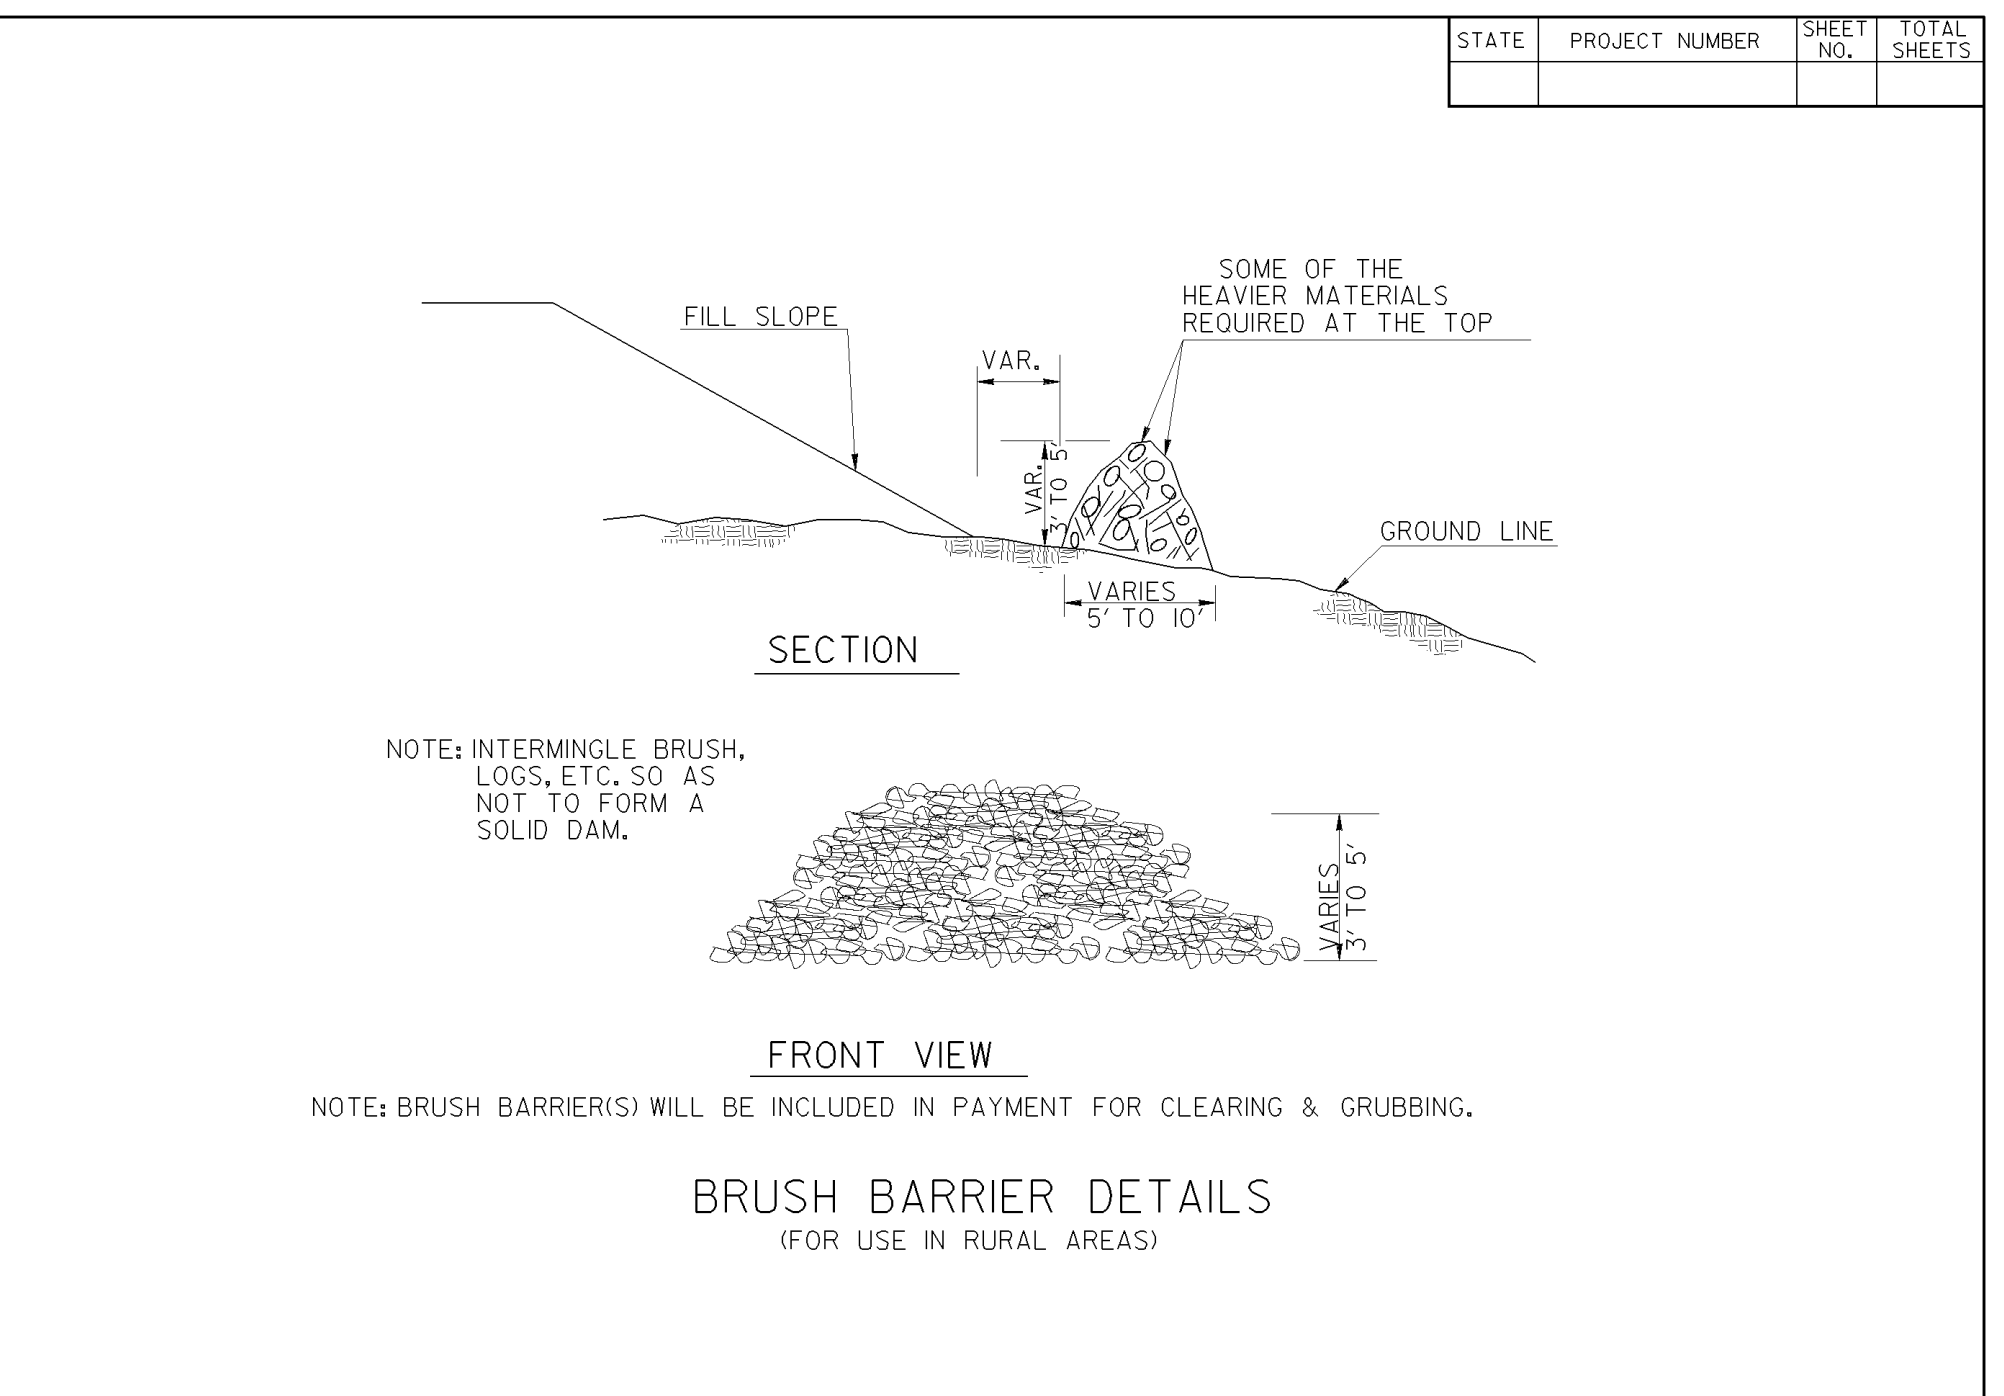 STATE PROJECT NUMBER SHEET NO. TOTAL SHEETS
SOME OF THE
HEAVIER MATERIALS
REQUIRED AT THE TOP
FILL SLOPE
VAR.
VAR.
3' TO 5'
GROUND LINE
VARIES
5' TO 10'
SECTION
NOTE: INTERMINGLE BRUSH,
LOGS, ETC. SO AS
NOT TO FORM A
SOLID DAM.
VARIES
3' TO 5'
FRONT VIEW
NOTE: BRUSH BARRIER(S) WILL BE INCLUDED IN PAYMENT FOR CLEARING & GRUBBING.
BRUSH BARRIER DETAILS
(FOR USE IN RURAL AREAS)